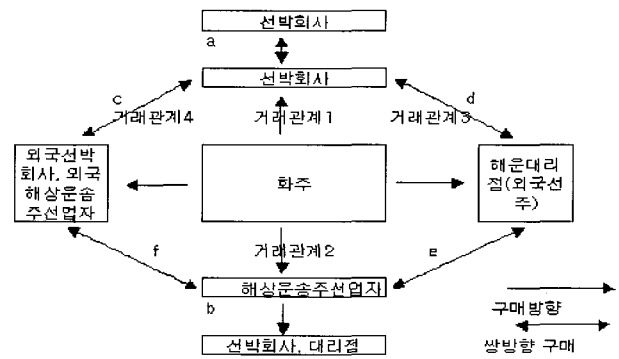 선박회사
a
선박회사
c
d
거래관계4
거래관계1
거래관계3
외국선박
회사, 외국
해상운송
주선업자
화주
해운대리
점(외국선
주)
f
거래관계2
e
해상운송주선업자
b
구매방향
선박회사, 대리점
쌍방향 구매